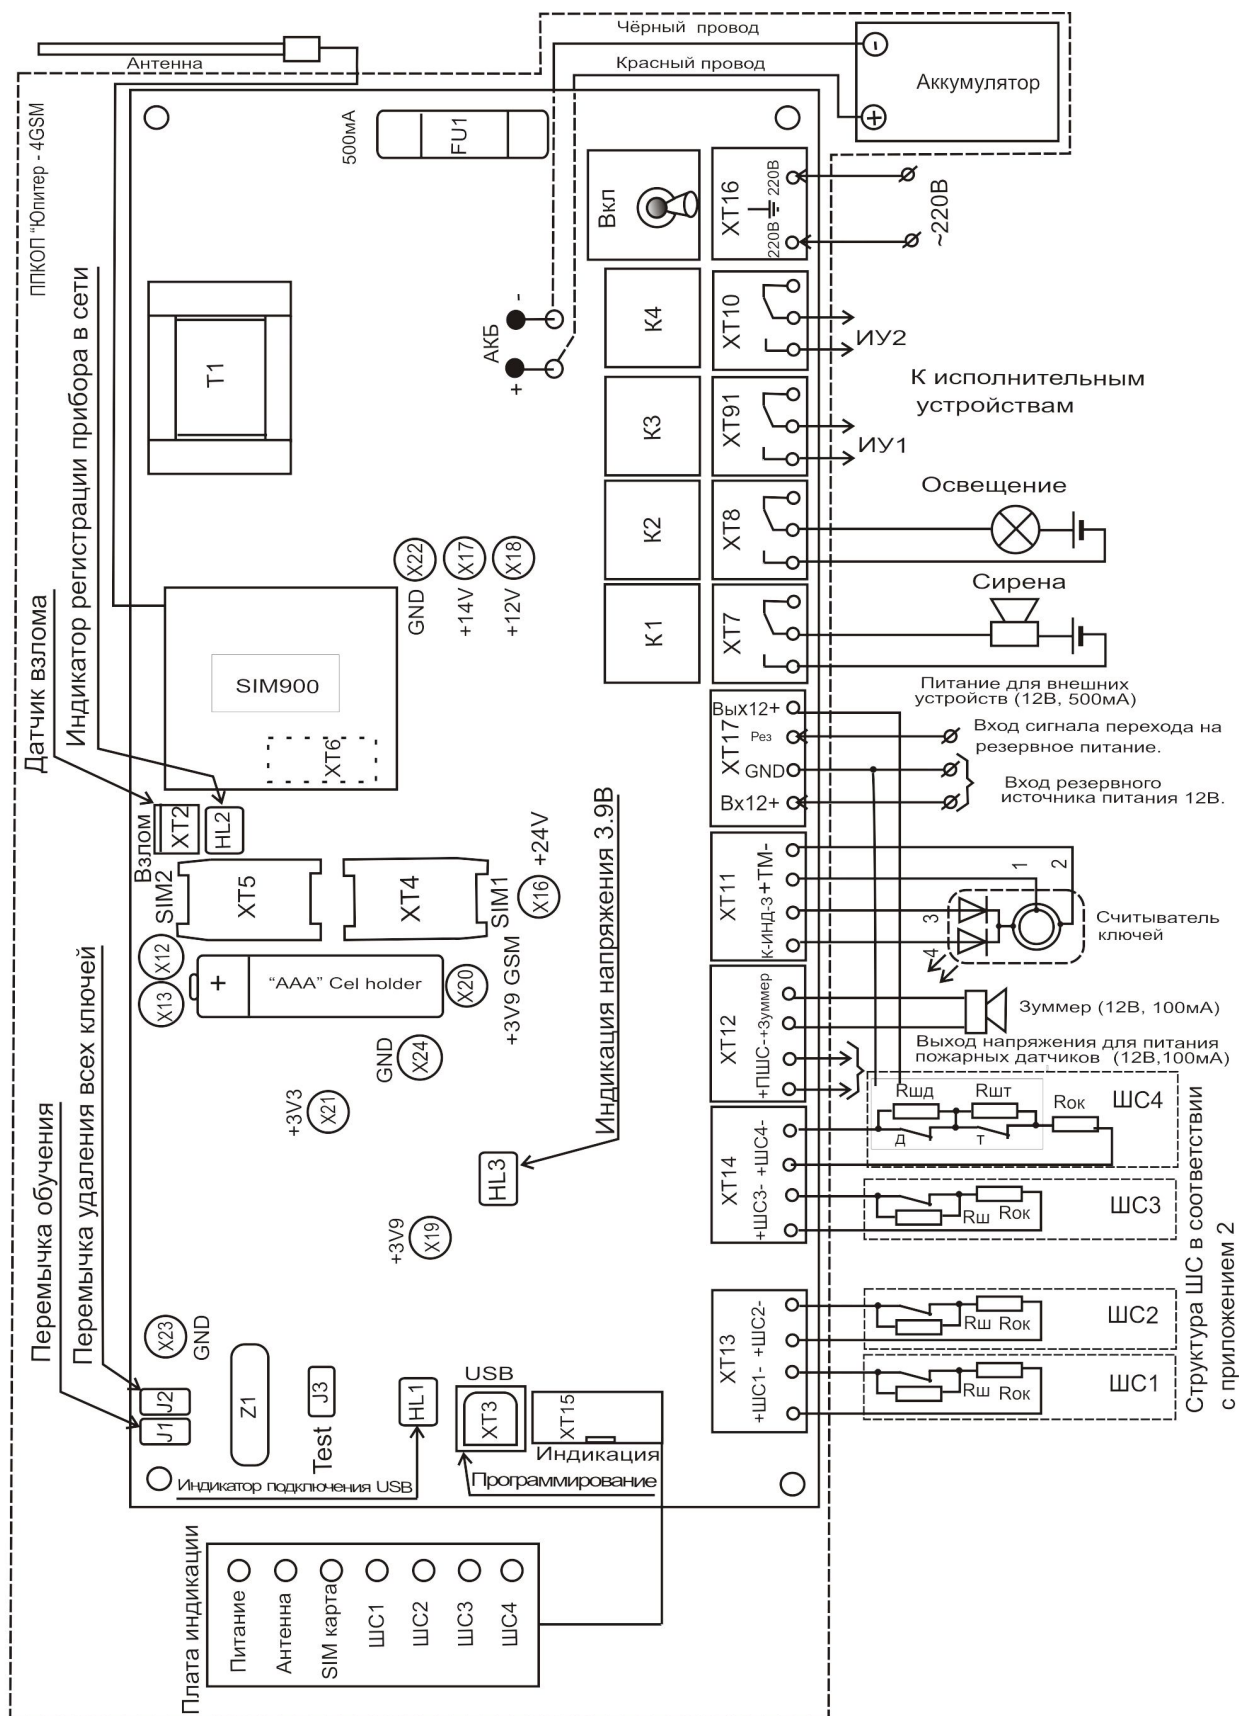 Чёрный провод
Антенна
Красный провод
Аккумулятор
-
+
ППКОП "Юпитер - 4GSM
500мА
FU1
Вкл
XT16
220В
220В
~220В
T1
АКБ
-
+
K4
XT10
ИУ2
К исполнительным
устройствам
K3
XT91
ИУ1
K2
XT8
Освещение
K1
XT7
Сирена
Индикатор регистрации прибора в сети
Датчик взлома
X22
GND
X17
+14V
X18
+12V
SIM900
XT6
Питание для внешних
устройств (12В, 500мА)
XT17
Вых12+
Рез
GND
Вх12+
Вход сигнала перехода на
резервное питание.
Вход резервного
источника питания 12В.
Взлом
XT2
HL2
Индикация напряжения 3.9В
SIM2
XT5
XT4
SIM1
X16
+24V
XT11
К-ИНД-З+ТМ-
1
2
3
4
Считыватель
ключей
X12
X13
+
"AAA" Cel holder
X20
+3V9 GSM
XT12
+ПШС-+Зуммер
Зуммер (12В, 100мА)
Выход напряжения для питания
пожарных датчиков (12В,100мА)
GND
X24
+3V3
X21
HL3
+3V9
X19
XT14
+ШС3- +ШС4-
Rшд
Rшт
Rок
Д
Т
ШС4
Rш
Rок
ШС3
Структура ШС в соответствии
с приложением 2
Перемычка обучения
Перемычка удаления всех ключей
X23
GND
XT13
+ШС1- +ШС2-
Rш
Rок
ШС2
Rш
Rок
ШС1
J2
J1
Z1
J3
Test
HL1
USB
XT3
XT15
Индикация
Индикатор подключения USB
Программирование
Плата индикации
Питание
Антенна
SIM карта
ШС1
ШС2
ШС3
ШС4